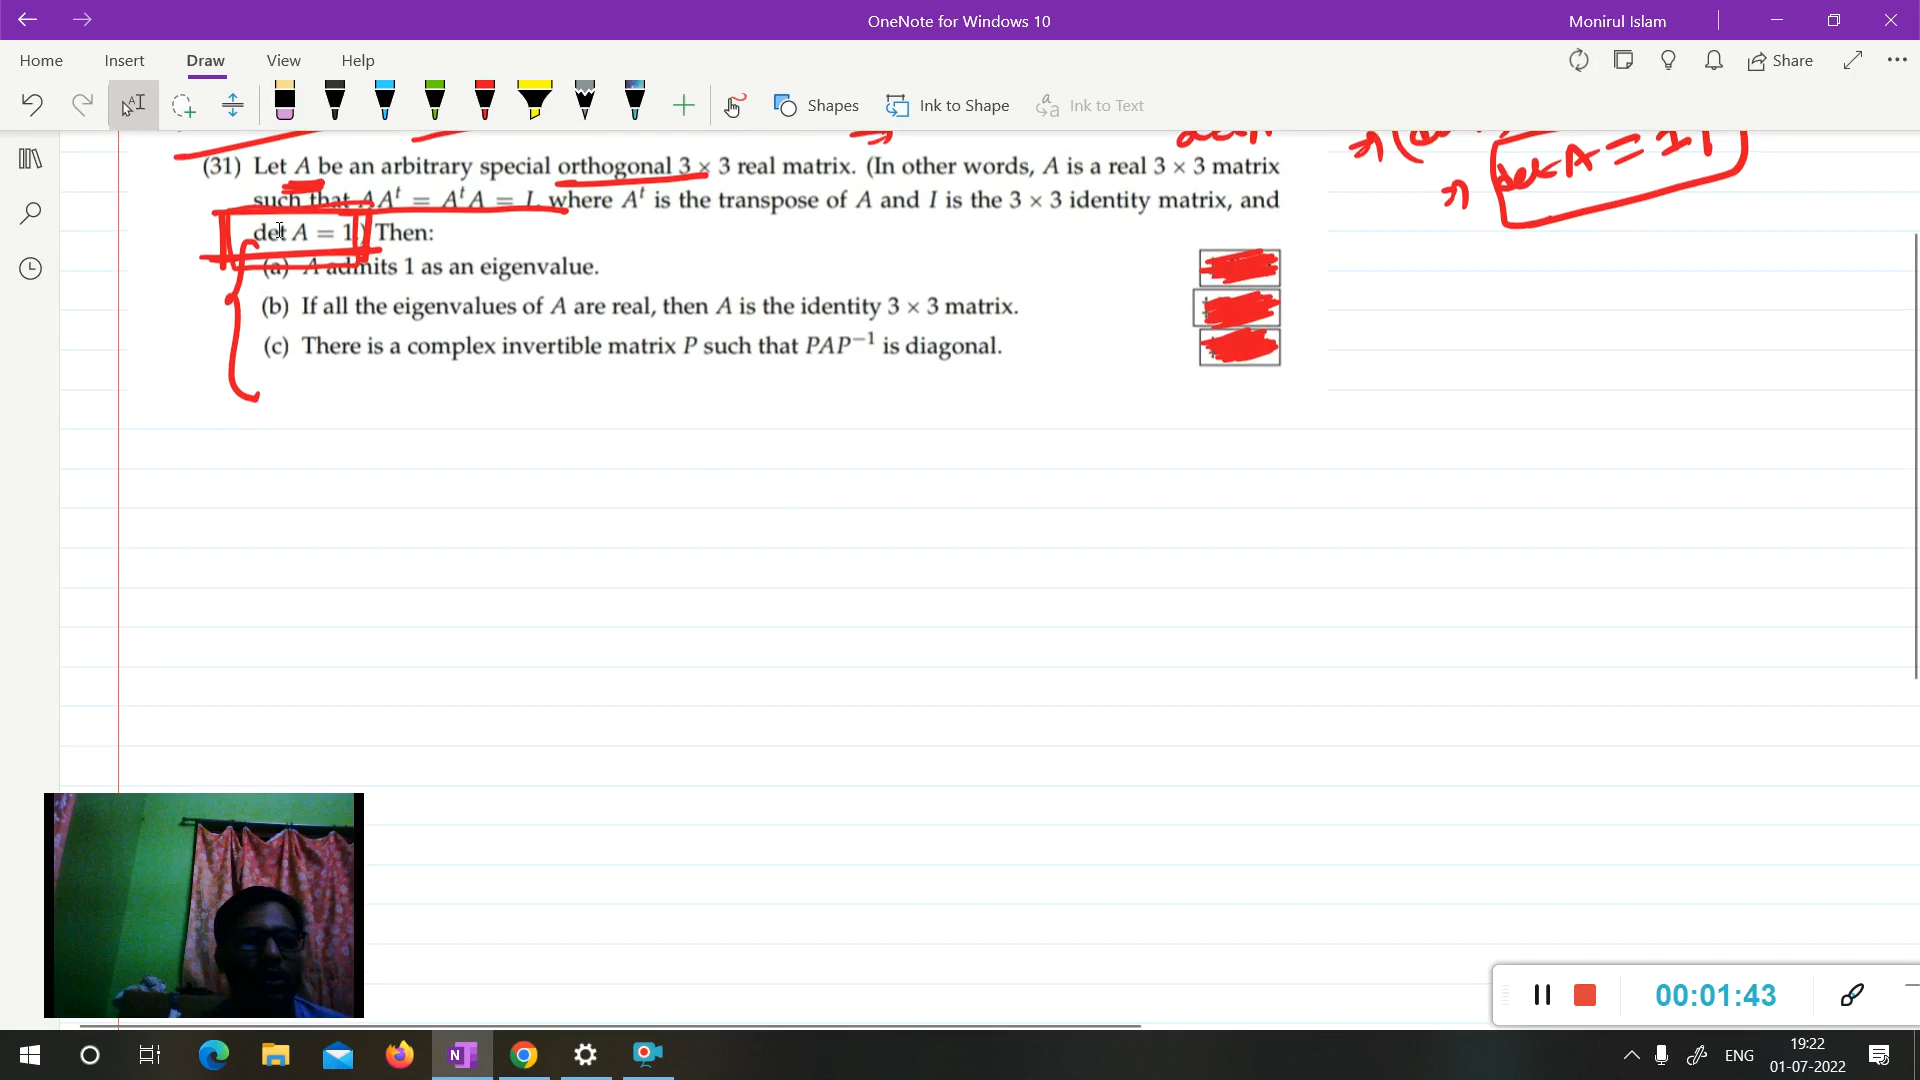 OneNote for Windows 10
Monirul Islam
Home Insert Draw View Help
Share
Shapes
Ink to Shape
Ink to Text
(31) Let A be an arbitrary special orthogonal 3 × 3 real matrix. (In other words, A is a real 3 × 3 matrix
such that AAᵗ = AᵗA = I, where Aᵗ is the transpose of A and I is the 3 × 3 identity matrix, and
det A = 1.) Then:
(a) A admits 1 as an eigenvalue.
(b) If all the eigenvalues of A are real, then A is the identity 3 × 3 matrix.
(c) There is a complex invertible matrix P such that PAP⁻¹ is diagonal.
det A = ±1
00:01:43
ENG
19:22
01-07-2022